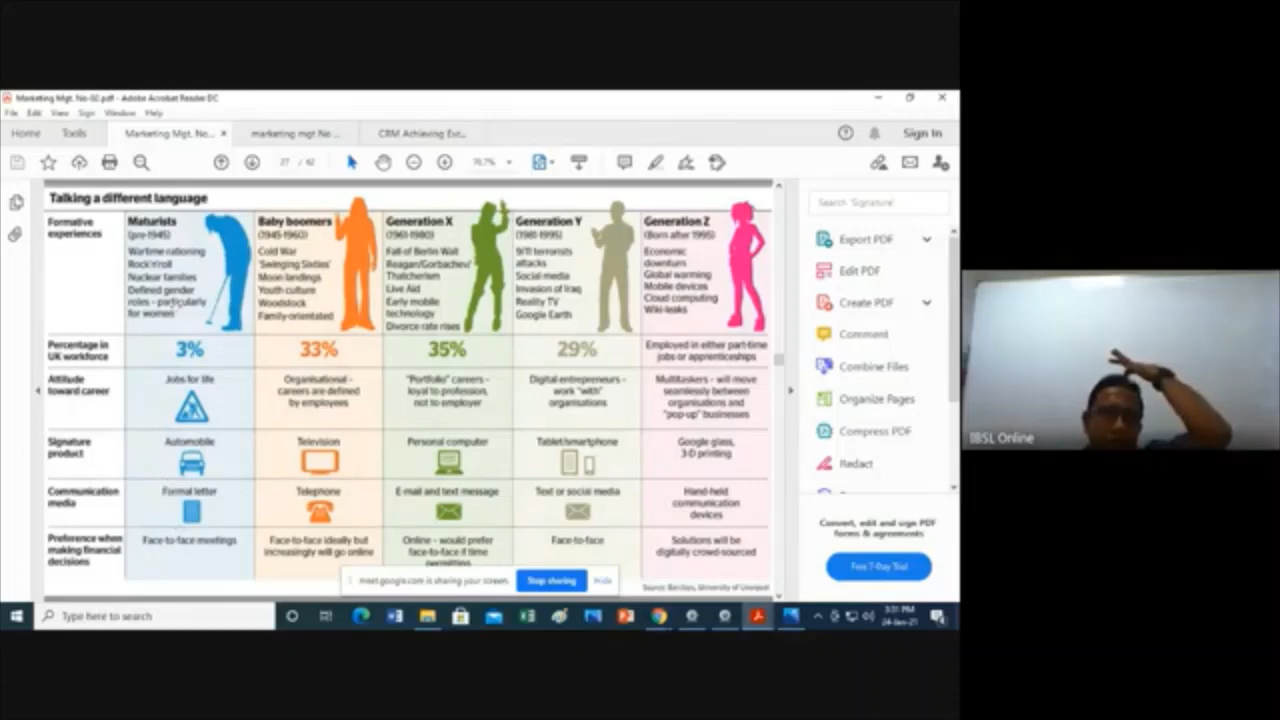 Marketing Mgt. No-02.pdf - Adobe Acrobat Reader DC
File Edit View Sign Window Help
Home Tools Marketing Mgt. No... × marketing mgt No ... CRM Achieving Exc... Sign In
27 / 62 76.7%
Talking a different language
Search 'Signature'
Export PDF
Edit PDF
Create PDF
Comment
Combine Files
Organize Pages
Compress PDF
Redact
Convert, edit and sign PDF
forms & agreements
Free 7-Day Trial
Formative
experiences
Maturists
(pre-1945)
Wartime rationing
Rock'n'roll
Nuclear families
Defined gender
roles - particularly
for women
Baby boomers
(1945-1960)
Cold War
'Swinging Sixties'
Moon landings
Youth culture
Woodstock
Family-orientated
Generation X
(1961-1980)
Fall of Berlin Wall
Reagan/Gorbachev/
Thatcherism
Live Aid
Early mobile
technology
Divorce rate rises
Generation Y
(1981-1995)
9/11 terrorists
attacks
Social media
Invasion of Iraq
Reality TV
Google Earth
Generation Z
(Born after 1995)
Economic
downturn
Global warming
Mobile devices
Cloud computing
Wiki-leaks
Percentage in
UK workforce
3%
33%
35%
29%
Employed in either part-time
jobs or apprenticeships
Attitude
toward career
Jobs for life
Organisational -
careers are defined
by employees
"Portfolio" careers -
loyal to profession,
not to employer
Digital entrepreneurs -
work "with"
organisations
Multitaskers - will move
seamlessly between
organisations and
"pop-up" businesses
Signature
product
Automobile
Television
Personal computer
Tablet/smartphone
Google glass,
3-D printing
Communication
media
Formal letter
Telephone
E-mail and text message
Text or social media
Hand-held
communication
devices
Preference when
making financial
decisions
Face-to-face meetings
Face-to-face ideally but
increasingly will go online
Online - would prefer
face-to-face if time
permitting
Face-to-face
Solutions will be
digitally crowd-sourced
Source: Barclays, University of Liverpool
meet.google.com is sharing your screen. Stop sharing Hide
Type here to search
3:31 PM
24-Jan-21
IBSL Online